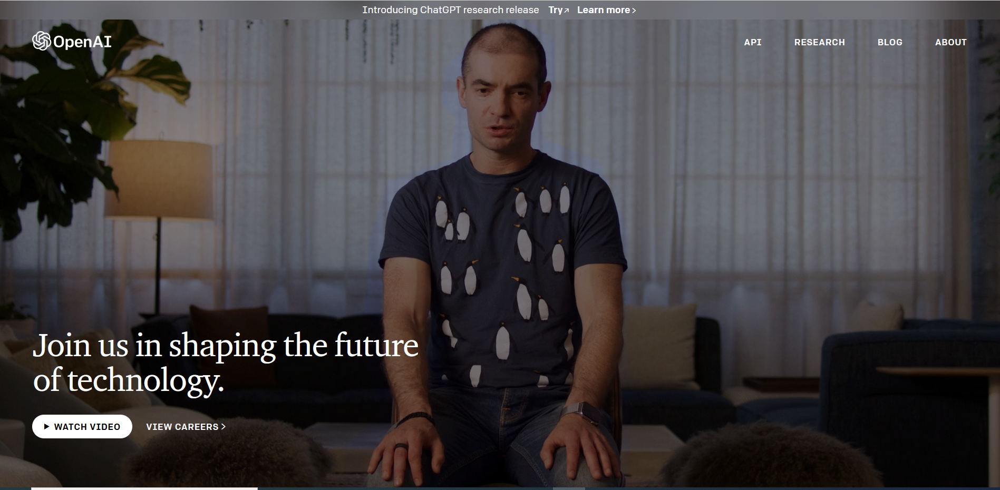 Introducing ChatGPT research release Try↗ Learn more >
OpenAI
API RESEARCH BLOG ABOUT
Join us in shaping the future
of technology.
WATCH VIDEO VIEW CAREERS >